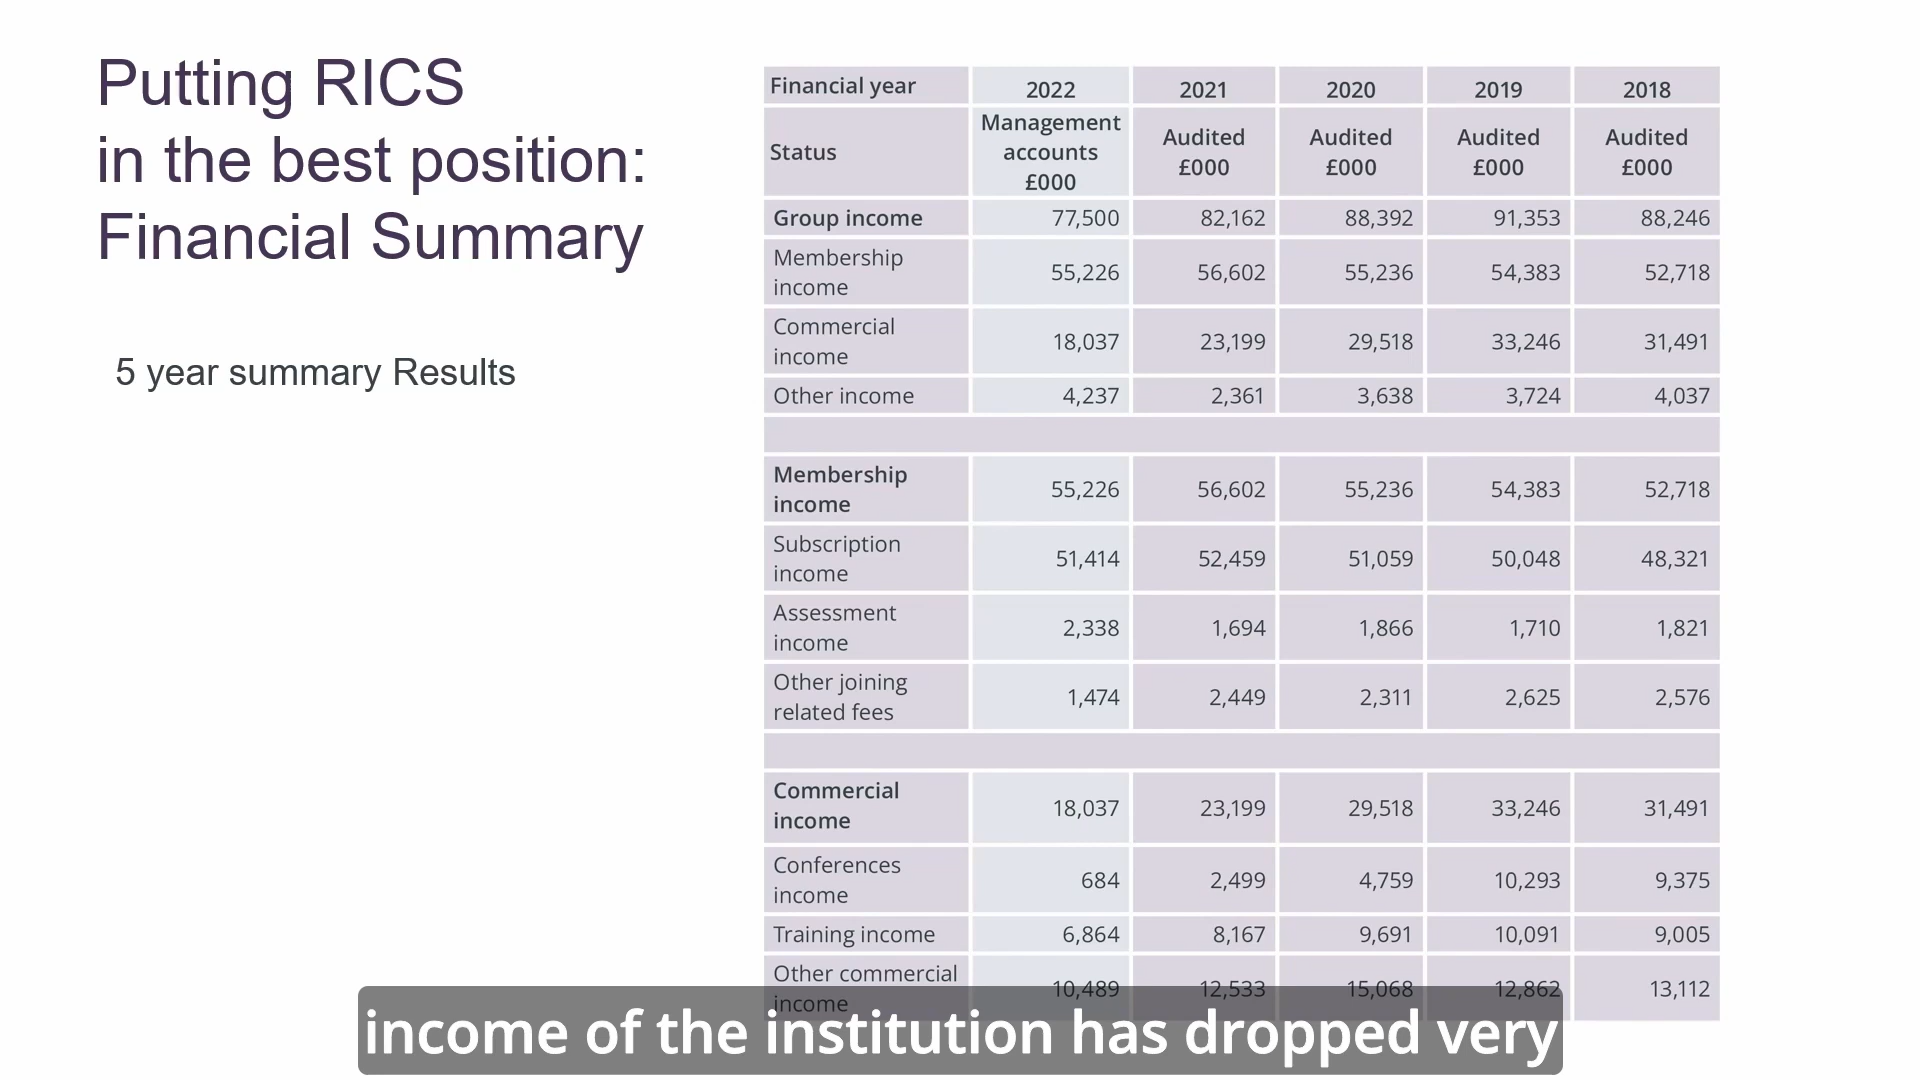 Putting RICS
in the best position:
Financial Summary
5 year summary Results
Financial year 2022 2021 2020 2019 2018
Status Management accounts £000 Audited £000 Audited £000 Audited £000 Audited £000
Group income 77,500 82,162 88,392 91,353 88,246
Membership income 55,226 56,602 55,236 54,383 52,718
Commercial income 18,037 23,199 29,518 33,246 31,491
Other income 4,237 2,361 3,638 3,724 4,037
Membership income 55,226 56,602 55,236 54,383 52,718
Subscription income 51,414 52,459 51,059 50,048 48,321
Assessment income 2,338 1,694 1,866 1,710 1,821
Other joining related fees 1,474 2,449 2,311 2,625 2,576
Commercial income 18,037 23,199 29,518 33,246 31,491
Conferences income 684 2,499 4,759 10,293 9,375
Training income 6,864 8,167 9,691 10,091 9,005
Other commercial income 10,489 12,533 15,068 12,862 13,112
income of the institution has dropped very